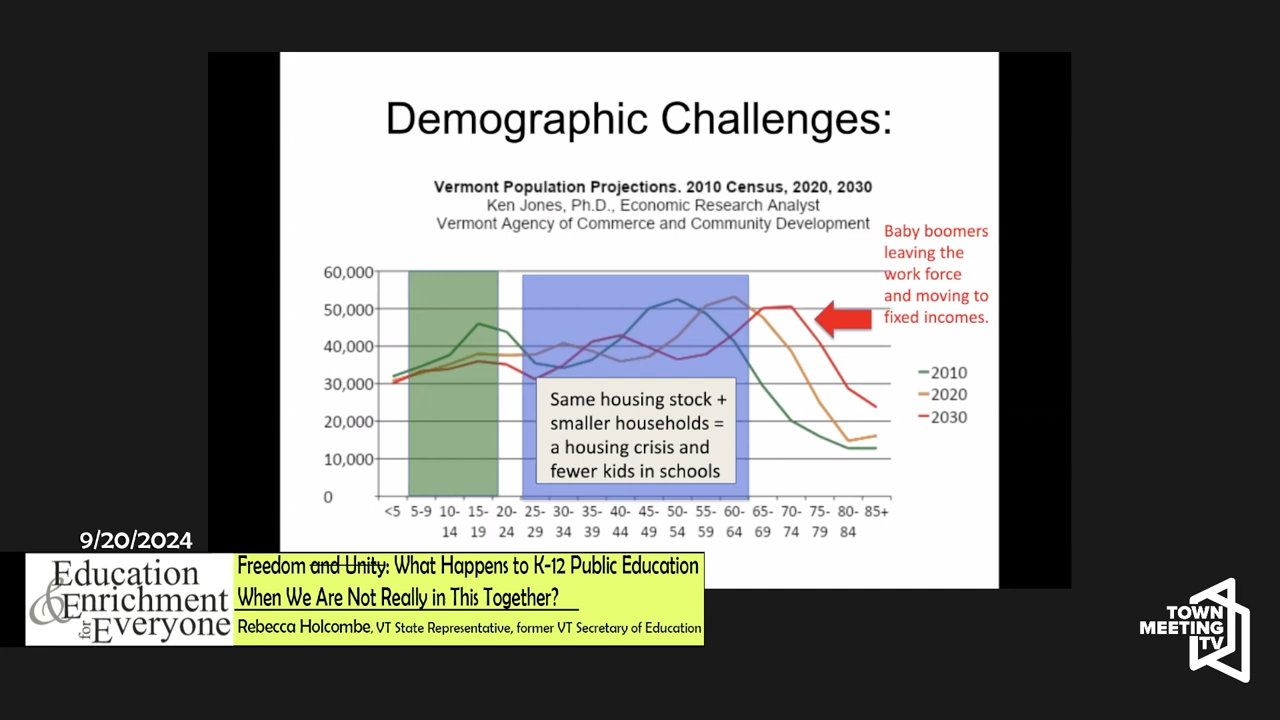 Demographic Challenges:
Vermont Population Projections. 2010 Census, 2020, 2030
Ken Jones, Ph.D., Economic Research Analyst
Vermont Agency of Commerce and Community Development
Baby boomers
leaving the
work force
and moving to
fixed incomes.
60,000
50,000
40,000
30,000
20,000
10,000
0
Same housing stock +
smaller households =
a housing crisis and
fewer kids in schools
2010
2020
2030
<5 5-9 10-14 15-19 20-24 25-29 30-34 35-39 40-44 45-49 50-54 55-59 60-64 65-69 70-74 75-79 80-84 85+
9/20/2024
Education
& Enrichment
for Everyone
Freedom and Unity: What Happens to K-12 Public Education
When We Are Not Really in This Together?
Rebecca Holcombe, VT State Representative, former VT Secretary of Education
TOWN
MEETING
TV